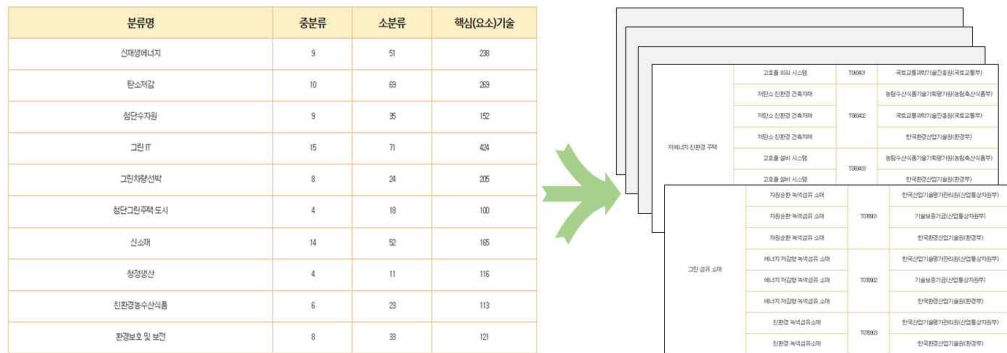 분류명 중분류 소분류 핵심(요소)기술
신재생에너지 9 51 238
탄소저감 10 69 269
첨단수자원 9 35 152
그린 IT 15 71 424
그린차량선박 8 24 205
첨단그린주택 도시 4 18 100
신소재 14 52 165
청정생산 4 11 116
친환경농수산식품 6 23 113
환경보호 및 보전 8 33 121
저에너지 친환경 주택
고효율 외피 시스템 국토교통과학기술진흥원(국토교통부)
저탄소 친환경 건축자재 농림수산식품기술기획평가원(농림축산식품부)
저탄소 친환경 건축자재 국토교통과학기술진흥원(국토교통부)
저탄소 친환경 건축자재 한국환경산업기술원(환경부)
고효율 설비 시스템 농림수산식품기술기획평가원(농림축산식품부)
고효율 설비 시스템 한국환경산업기술원(환경부)
그린 섬유 소재
자원순환 녹색섬유 소재 한국산업기술평가관리원(산업통상자원부)
자원순환 녹색섬유 소재 기술보증기금(산업통상자원부)
자원순환 녹색섬유 소재 한국환경산업기술원(환경부)
에너지 저감형 녹색섬유 소재 한국산업기술평가관리원(산업통상자원부)
에너지 저감형 녹색섬유 소재 기술보증기금(산업통상자원부)
에너지 저감형 녹색섬유 소재 한국환경산업기술원(환경부)
친환경 녹색섬유소재 한국산업기술평가관리원(산업통상자원부)
친환경 녹색섬유소재 한국환경산업기술원(환경부)